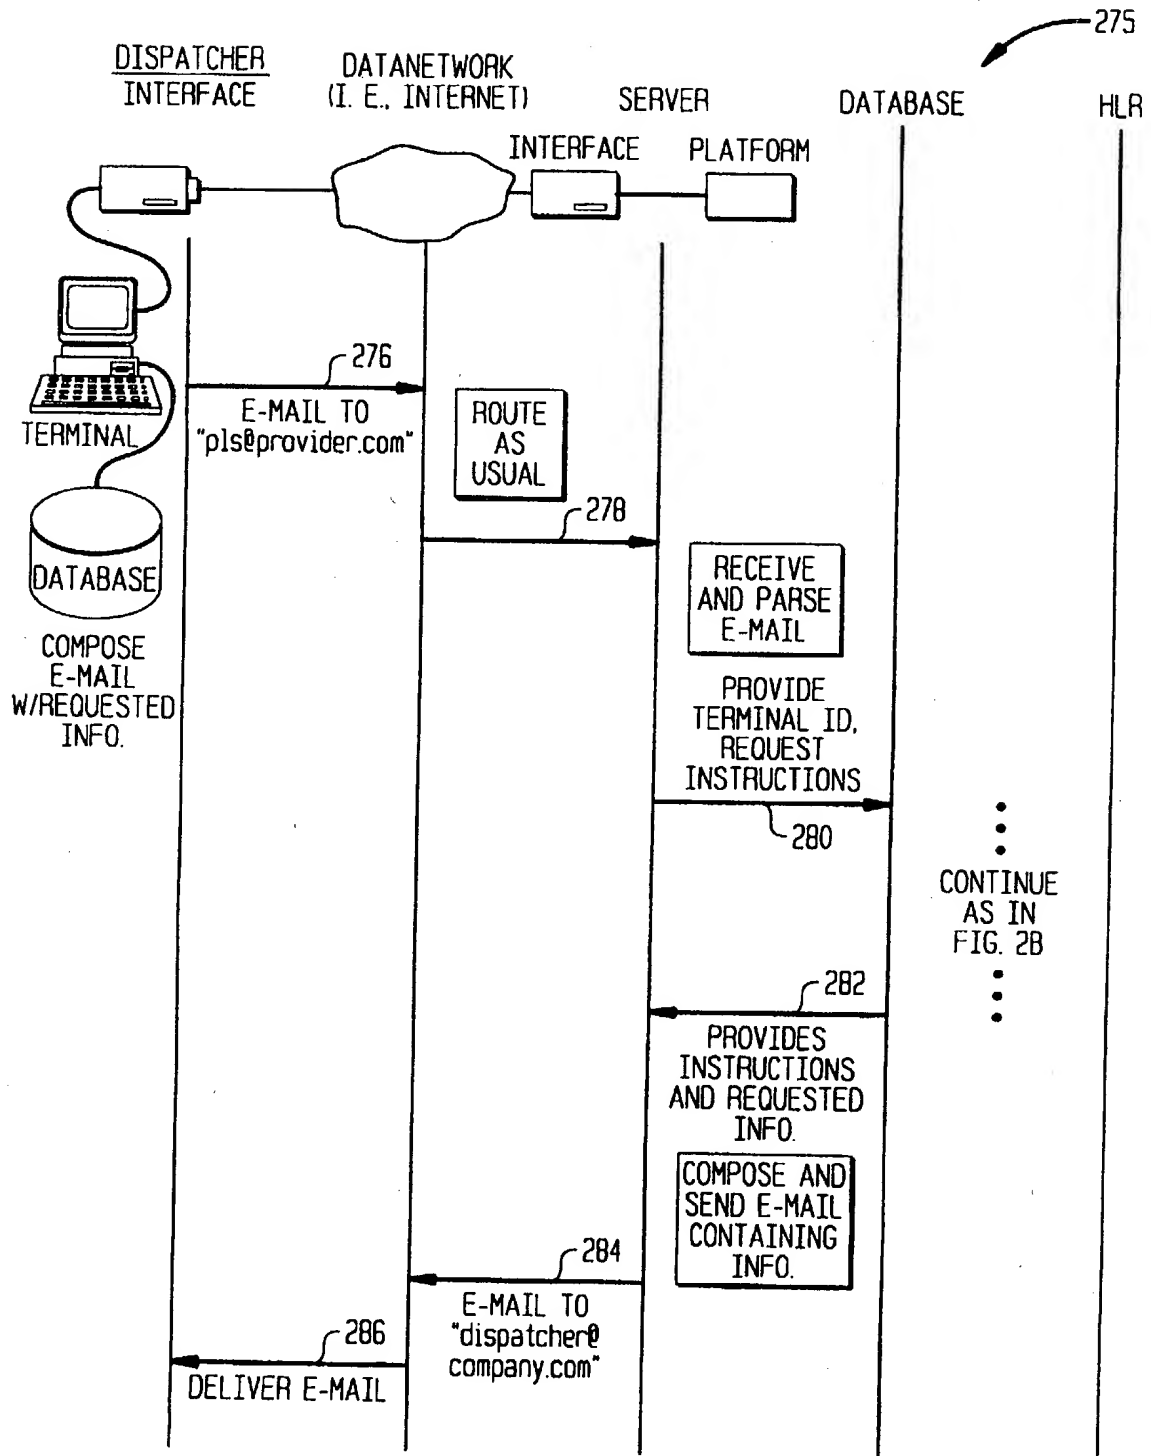 275
DISPATCHER
INTERFACE
DATANETWORK
(I. E., INTERNET)
SERVER
INTERFACE
PLATFORM
DATABASE
HLR
TERMINAL
DATABASE
COMPOSE
E-MAIL
W/REQUESTED
INFO.
276
E-MAIL TO
"pls@provider.com"
ROUTE
AS
USUAL
278
RECEIVE
AND PARSE
E-MAIL
PROVIDE
TERMINAL ID,
REQUEST
INSTRUCTIONS
280
CONTINUE
AS IN
FIG. 2B
282
PROVIDES
INSTRUCTIONS
AND REQUESTED
INFO.
COMPOSE AND
SEND E-MAIL
CONTAINING
INFO.
284
E-MAIL TO
"dispatcher@
company.com"
286
DELIVER E-MAIL